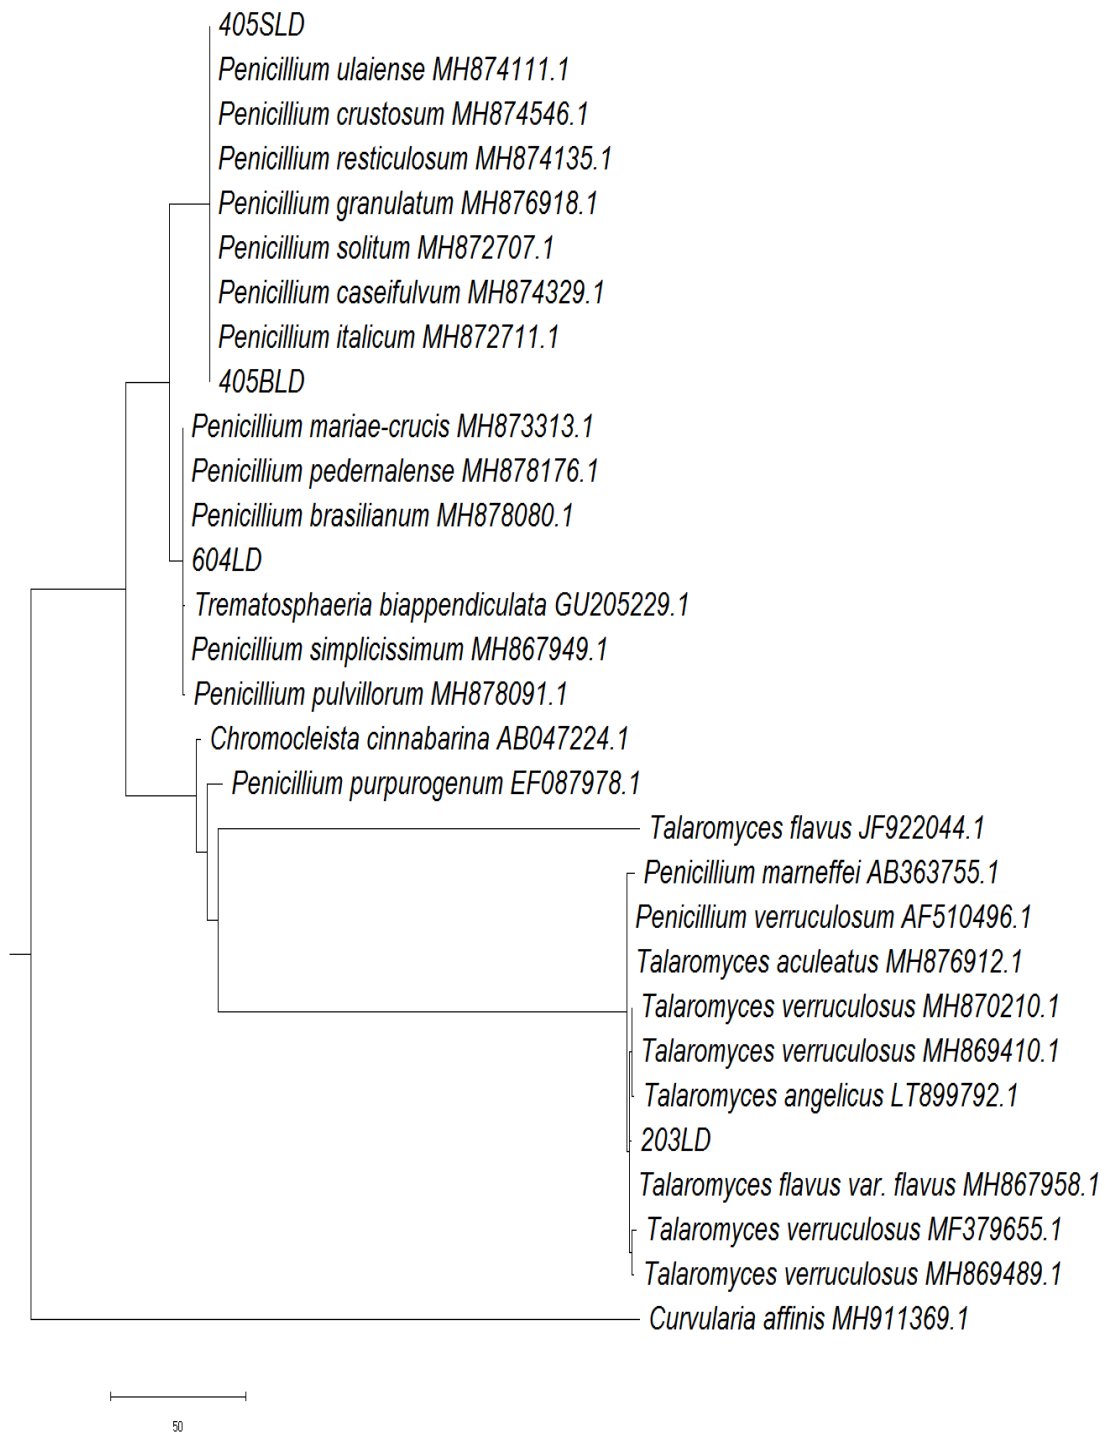 405SLD
Penicillium ulaiense MH874111.1
Penicillium crustosum MH874546.1
Penicillium resticulosum MH874135.1
Penicillium granulatum MH876918.1
Penicillium solitum MH872707.1
Penicillium caseifulvum MH874329.1
Penicillium italicum MH872711.1
405BLD
Penicillium mariae-crucis MH873313.1
Penicillium pedernalense MH878176.1
Penicillium brasilianum MH878080.1
604LD
Trematosphaeria biappendiculata GU205229.1
Penicillium simplicissimum MH867949.1
Penicillium pulvillorum MH878091.1
Chromocleista cinnabarina AB047224.1
Penicillium purpurogenum EF087978.1
Talaromyces flavus JF922044.1
Penicillium marneffei AB363755.1
Penicillium verruculosum AF510496.1
Talaromyces aculeatus MH876912.1
Talaromyces verruculosus MH870210.1
Talaromyces verruculosus MH869410.1
Talaromyces angelicus LT899792.1
203LD
Talaromyces flavus var. flavus MH867958.1
Talaromyces verruculosus MF379655.1
Talaromyces verruculosus MH869489.1
Curvularia affinis MH911369.1
50